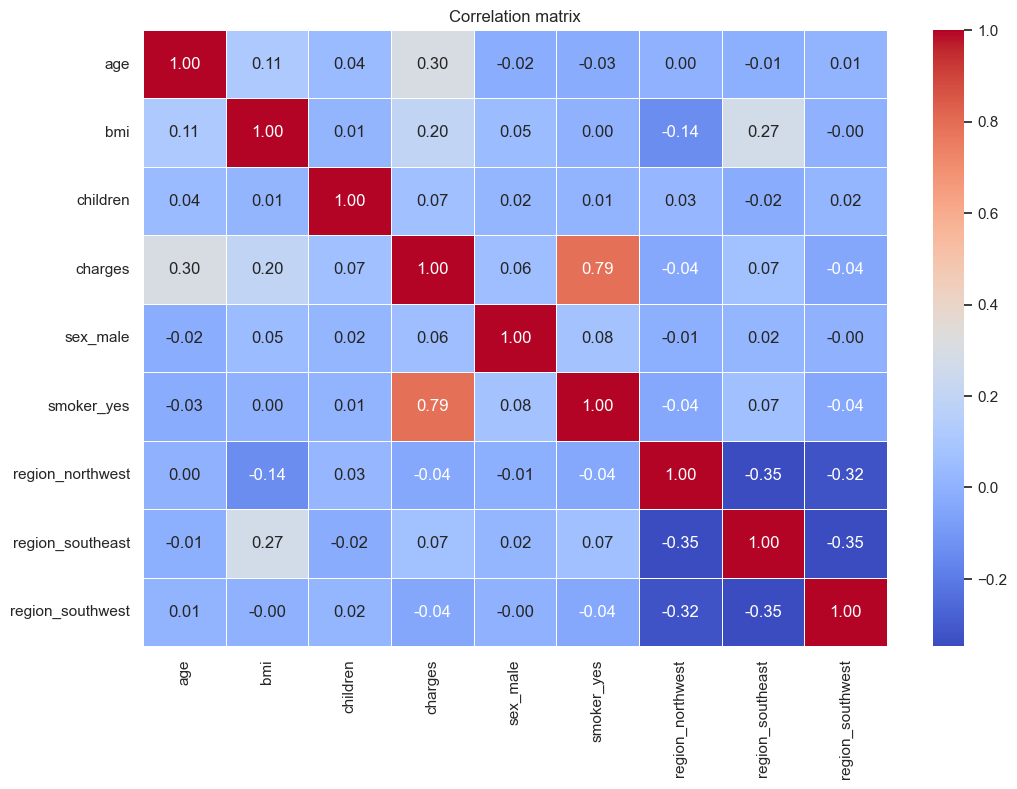 Correlation matrix
age 1.00 0.11 0.04 0.30 -0.02 -0.03 0.00 -0.01 0.01
bmi 0.11 1.00 0.01 0.20 0.05 0.00 -0.14 0.27 -0.00
children 0.04 0.01 1.00 0.07 0.02 0.01 0.03 -0.02 0.02
charges 0.30 0.20 0.07 1.00 0.06 0.79 -0.04 0.07 -0.04
sex_male -0.02 0.05 0.02 0.06 1.00 0.08 -0.01 0.02 -0.00
smoker_yes -0.03 0.00 0.01 0.79 0.08 1.00 -0.04 0.07 -0.04
region_northwest 0.00 -0.14 0.03 -0.04 -0.01 -0.04 1.00 -0.35 -0.32
region_southeast -0.01 0.27 -0.02 0.07 0.02 0.07 -0.35 1.00 -0.35
region_southwest 0.01 -0.00 0.02 -0.04 -0.00 -0.04 -0.32 -0.35 1.00
age bmi children charges sex_male smoker_yes region_northwest region_southeast region_southwest
1.0
0.8
0.6
0.4
0.2
0.0
−0.2